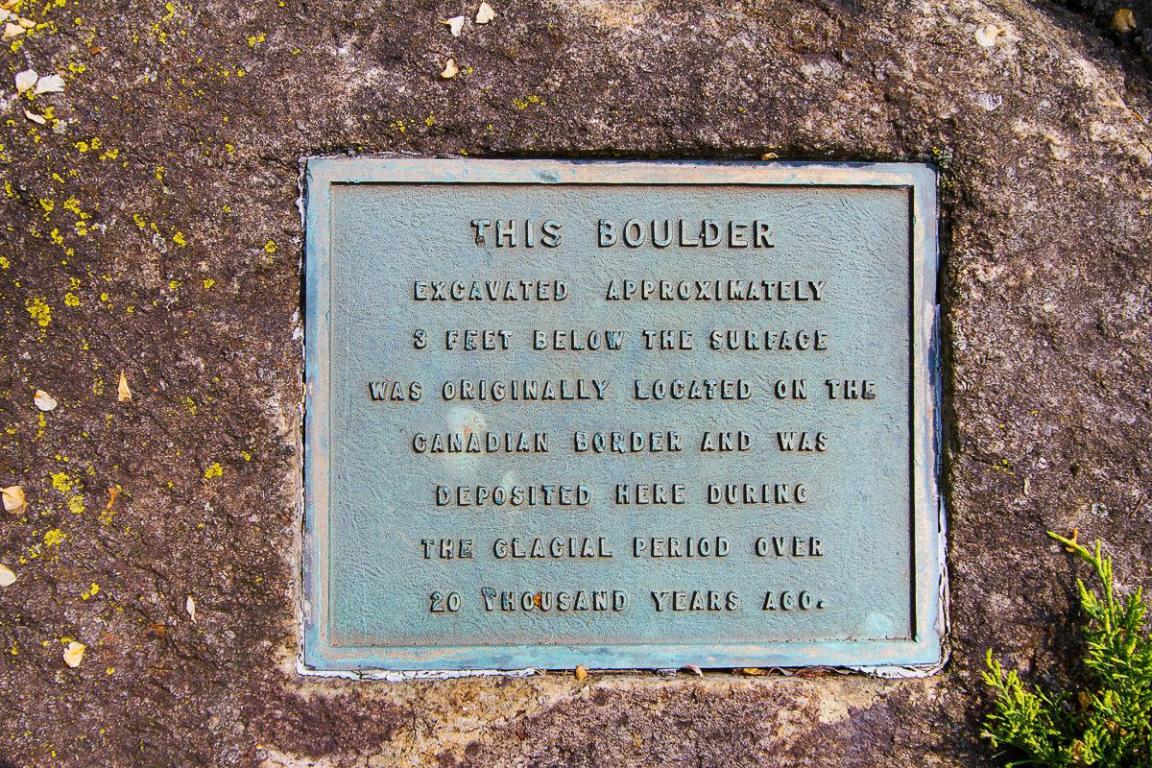 THIS BOULDER
EXCAVATED APPROXIMATELY
3 FEET BELOW THE SURFACE
WAS ORIGINALLY LOCATED ON THE
CANADIAN BORDER AND WAS
DEPOSITED HERE DURING
THE GLACIAL PERIOD OVER
20 THOUSAND YEARS AGO.